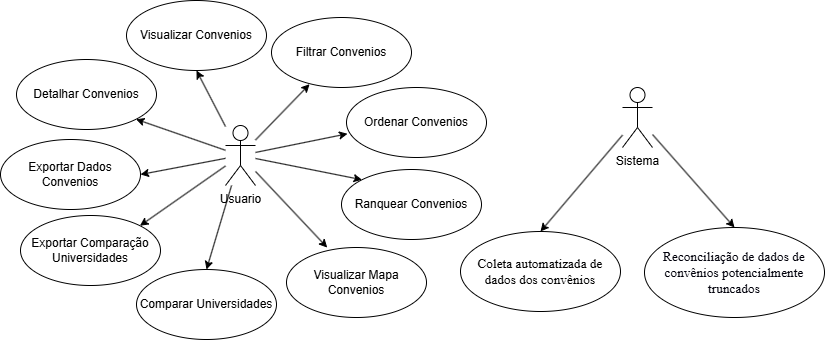 Visualizar Convenios
Filtrar Convenios
Detalhar Convenios
Ordenar Convenios
Exportar Dados
Convenios
Usuario
Ranquear Convenios
Exportar Comparação
Universidades
Visualizar Mapa
Convenios
Comparar Universidades
Sistema
Coleta automatizada de
dados dos convênios
Reconciliação de dados de
convênios potencialmente
truncados